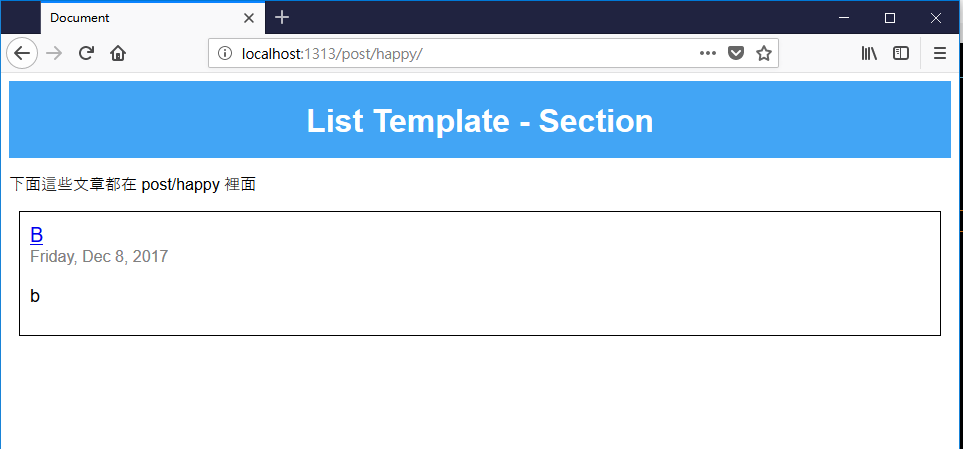 Document
localhost:1313/post/happy/
List Template - Section
下面這些文章都在 post/happy 裡面
B
Friday, Dec 8, 2017
b